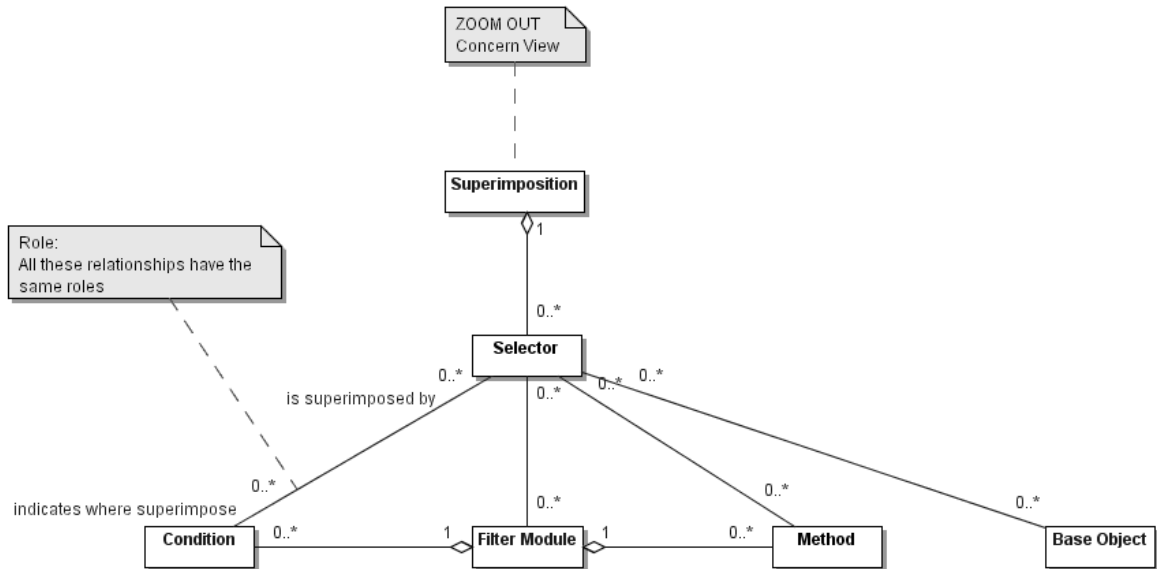 ZOOM OUT
Concern View
Superimposition
1
Role:
All these relationships have the
same roles
0..*
Selector
0..*
0..*
0..*
0..*
is superimposed by
0..*
0..*
0..*
0..*
indicates where superimpose
Condition
0..*
1
Filter Module
1
0..*
Method
Base Object